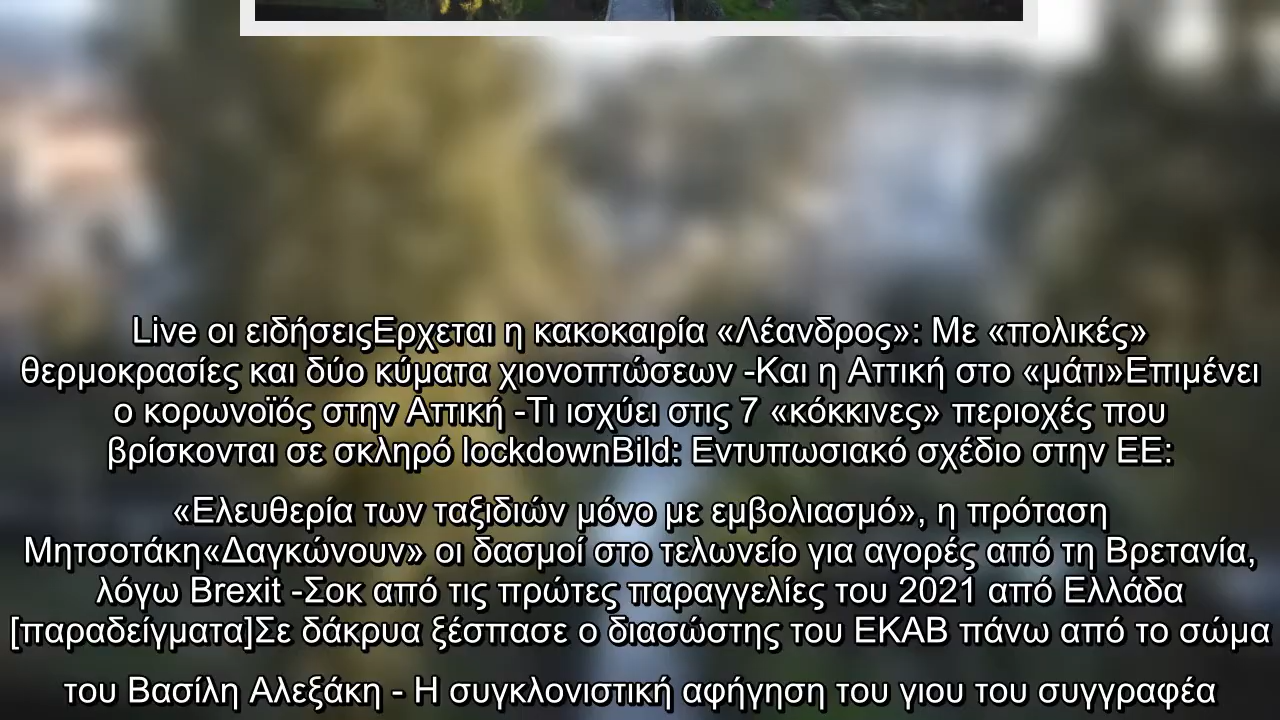 Live οι ειδήσειςΕρχεται η κακοκαιρία «Λέανδρος»: Με «πολικές»
θερμοκρασίες και δύο κύματα χιονοπτώσεων -Και η Αττική στο «μάτι»Επιμένει
ο κορωνοϊός στην Αττική -Τι ισχύει στις 7 «κόκκινες» περιοχές που
βρίσκονται σε σκληρό lockdownBild: Εντυπωσιακό σχέδιο στην ΕΕ:
«Ελευθερία των ταξιδιών μόνο με εμβολιασμό», η πρόταση
Μητσοτάκη«Δαγκώνουν» οι δασμοί στο τελωνείο για αγορές από τη Βρετανία,
λόγω Brexit -Σοκ από τις πρώτες παραγγελίες του 2021 από Ελλάδα
[παραδείγματα]Σε δάκρυα ξέσπασε ο διασώστης του ΕΚΑΒ πάνω από το σώμα
του Βασίλη Αλεξάκη - Η συγκλονιστική αφήγηση του γιου του συγγραφέα